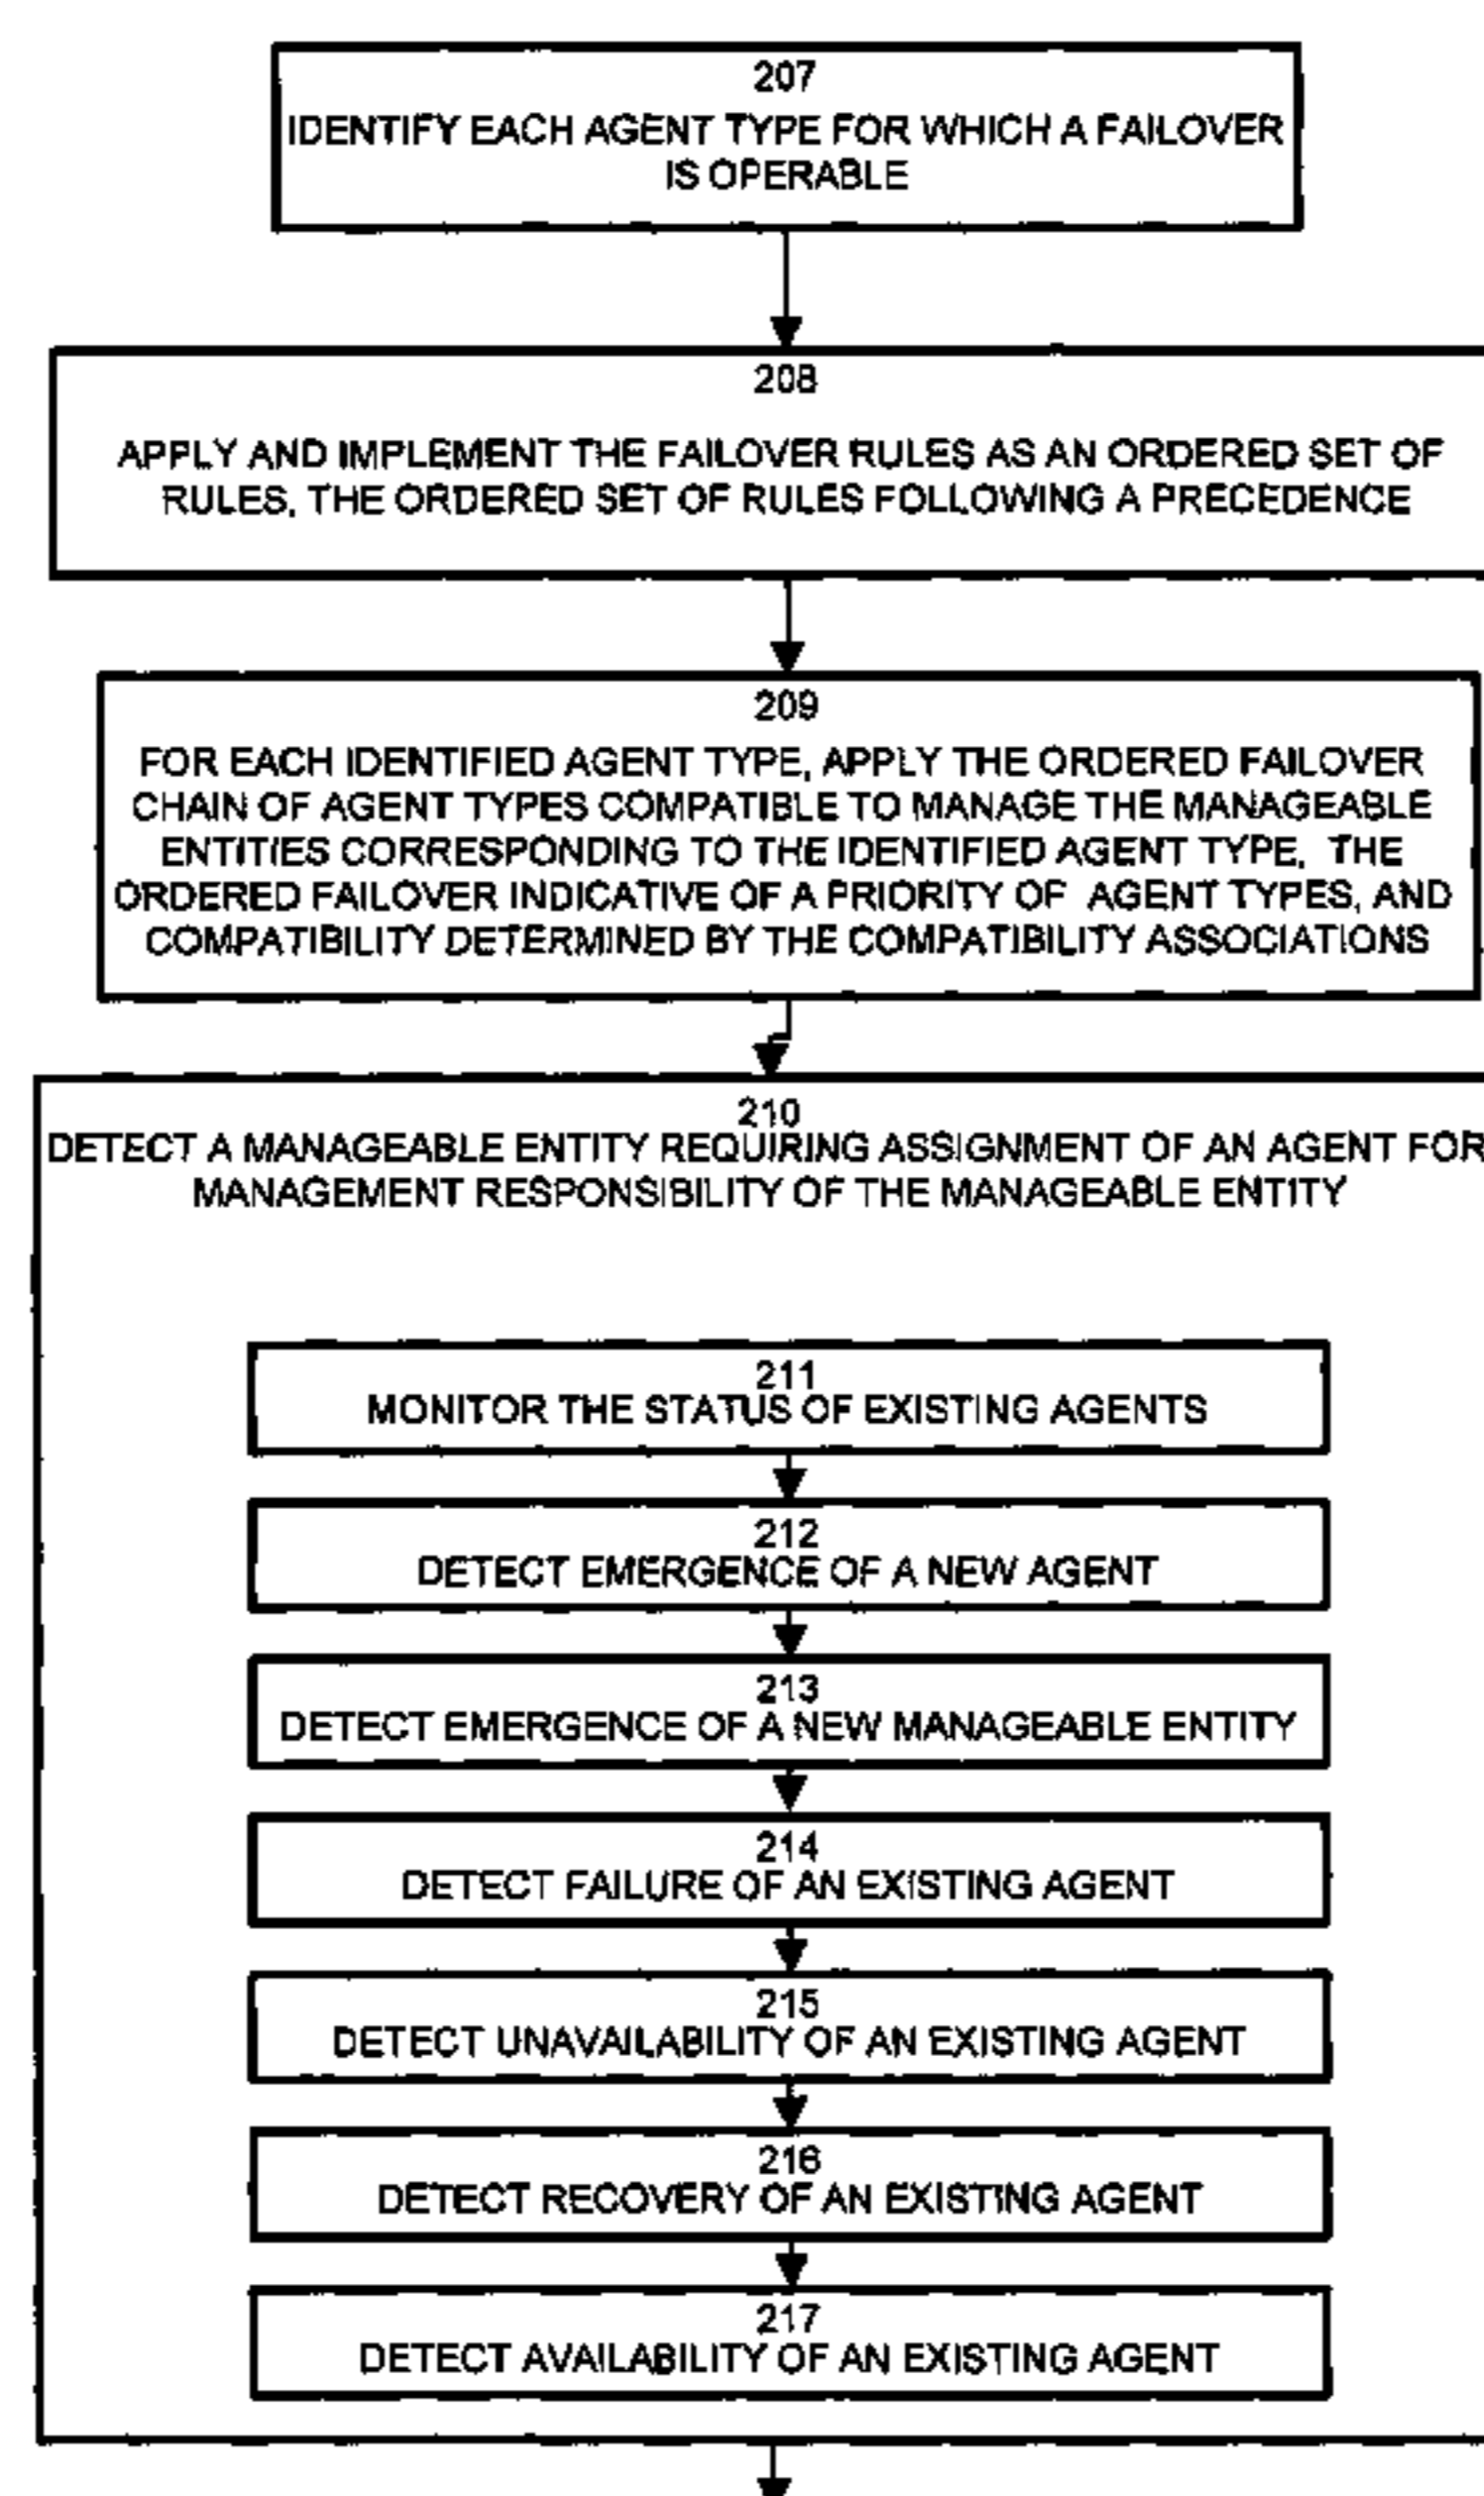 207
IDENTIFY EACH AGENT TYPE FOR WHICH A FAILOVER
IS OPERABLE
208
APPLY AND IMPLEMENT THE FAILOVER RULES AS AN ORDERED SET OF
RULES, THE ORDERED SET OF RULES FOLLOWING A PRECEDENCE
209
FOR EACH IDENTIFIED AGENT TYPE, APPLY THE ORDERED FAILOVER
CHAIN OF AGENT TYPES COMPATIBLE TO MANAGE THE MANAGEABLE
ENTITIES CORRESPONDING TO THE IDENTIFIED AGENT TYPE, THE
ORDERED FAILOVER INDICATIVE OF A PRIORITY OF AGENT TYPES, AND
COMPATIBILITY DETERMINED BY THE COMPATIBILITY ASSOCIATIONS
210
DETECT A MANAGEABLE ENTITY REQUIRING ASSIGNMENT OF AN AGENT FOR
MANAGEMENT RESPONSIBILITY OF THE MANAGEABLE ENTITY
211
MONITOR THE STATUS OF EXISTING AGENTS
212
DETECT EMERGENCE OF A NEW AGENT
213
DETECT EMERGENCE OF A NEW MANAGEABLE ENTITY
214
DETECT FAILURE OF AN EXISTING AGENT
215
DETECT UNAVAILABILITY OF AN EXISTING AGENT
216
DETECT RECOVERY OF AN EXISTING AGENT
217
DETECT AVAILABILITY OF AN EXISTING AGENT